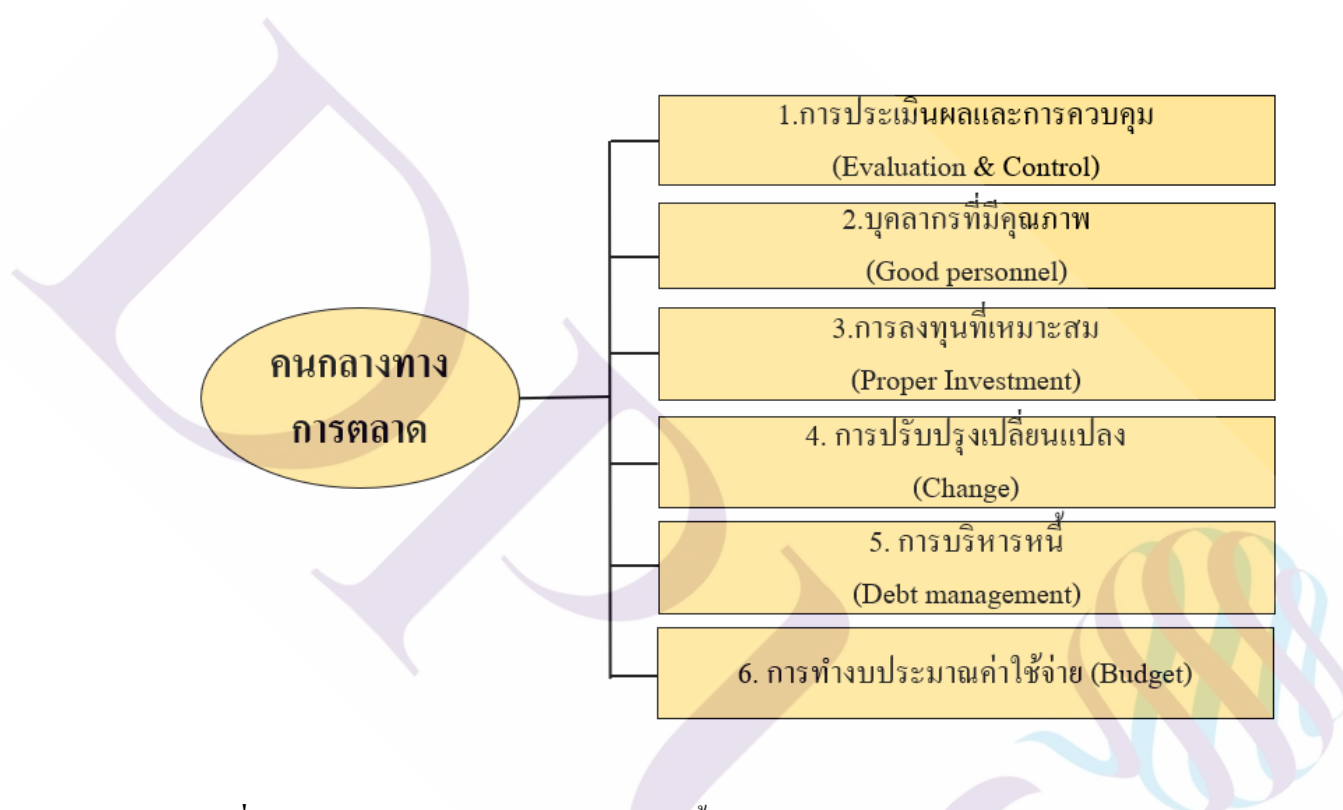 คนกลางทาง
การตลาด
1.การประเมินผลและการควบคุม
(Evaluation & Control)
2.บุคลากรที่มีคุณภาพ
(Good personnel)
3.การลงทุนที่เหมาะสม
(Proper Investment)
4. การปรับปรุงเปลี่ยนแปลง
(Change)
5. การบริหารหนี้
(Debt management)
6. การทำงบประมาณค่าใช้จ่าย (Budget)